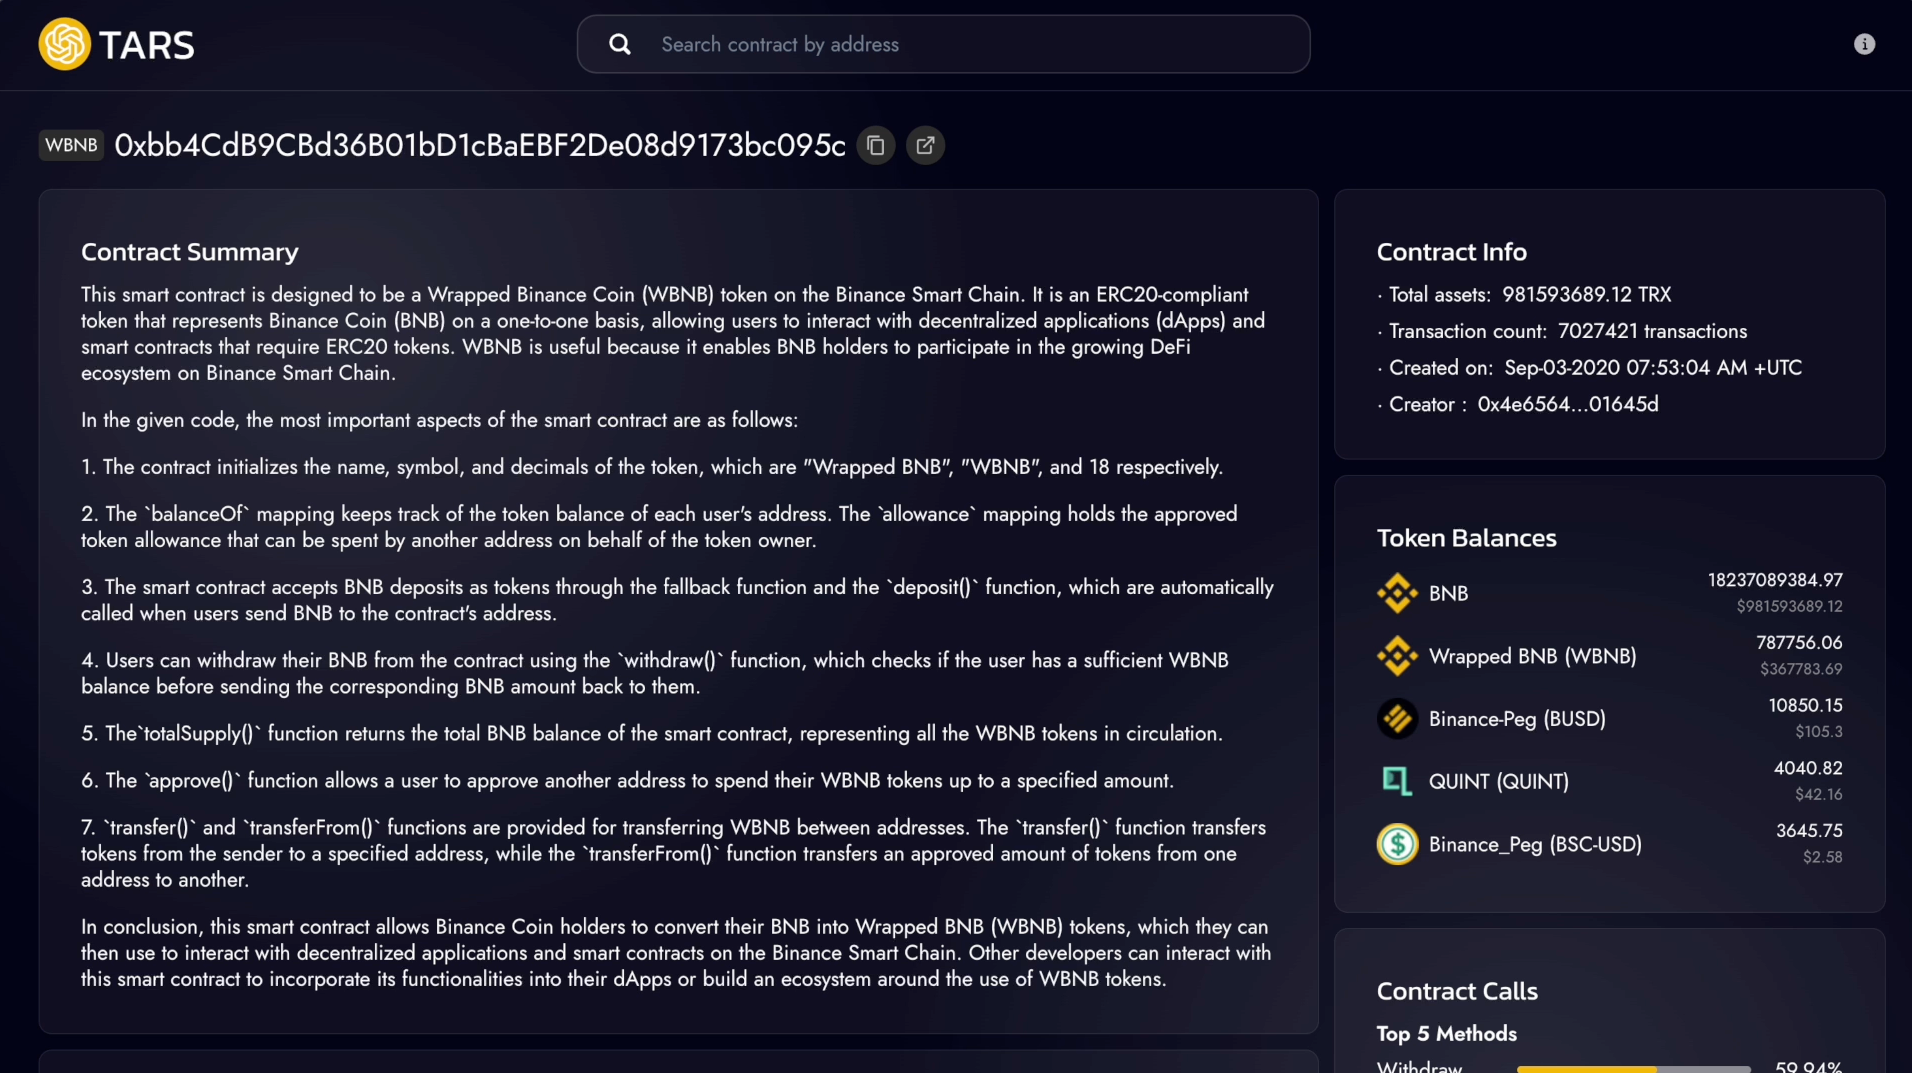 TARS
Search contract by address
WBNB 0xbb4CdB9CBd36B01bD1cBaEBF2De08d9173bc095c
Contract Summary
This smart contract is designed to be a Wrapped Binance Coin (WBNB) token on the Binance Smart Chain. It is an ERC20-compliant
token that represents Binance Coin (BNB) on a one-to-one basis, allowing users to interact with decentralized applications (dApps) and
smart contracts that require ERC20 tokens. WBNB is useful because it enables BNB holders to participate in the growing DeFi
ecosystem on Binance Smart Chain.
In the given code, the most important aspects of the smart contract are as follows:
1. The contract initializes the name, symbol, and decimals of the token, which are "Wrapped BNB", "WBNB", and 18 respectively.
2. The `balanceOf` mapping keeps track of the token balance of each user's address. The `allowance` mapping holds the approved
token allowance that can be spent by another address on behalf of the token owner.
3. The smart contract accepts BNB deposits as tokens through the fallback function and the `deposit()` function, which are automatically
called when users send BNB to the contract's address.
4. Users can withdraw their BNB from the contract using the `withdraw()` function, which checks if the user has a sufficient WBNB
balance before sending the corresponding BNB amount back to them.
5. The`totalSupply()` function returns the total BNB balance of the smart contract, representing all the WBNB tokens in circulation.
6. The `approve()` function allows a user to approve another address to spend their WBNB tokens up to a specified amount.
7. `transfer()` and `transferFrom()` functions are provided for transferring WBNB between addresses. The `transfer()` function transfers
tokens from the sender to a specified address, while the `transferFrom()` function transfers an approved amount of tokens from one
address to another.
In conclusion, this smart contract allows Binance Coin holders to convert their BNB into Wrapped BNB (WBNB) tokens, which they can
then use to interact with decentralized applications and smart contracts on the Binance Smart Chain. Other developers can interact with
this smart contract to incorporate its functionalities into their dApps or build an ecosystem around the use of WBNB tokens.
Contract Info
· Total assets: 981593689.12 TRX
· Transaction count: 7027421 transactions
· Created on: Sep-03-2020 07:53:04 AM +UTC
· Creator : 0x4e6564...01645d
Token Balances
BNB 18237089384.97
$981593689.12
Wrapped BNB (WBNB) 787756.06
$367783.69
Binance-Peg (BUSD) 10850.15
$105.3
QUINT (QUINT) 4040.82
$42.16
Binance_Peg (BSC-USD) 3645.75
$2.58
Contract Calls
Top 5 Methods
Withdraw 59.94%